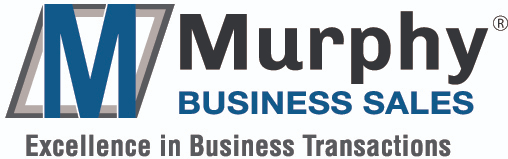 M Murphy®
BUSINESS SALES
Excellence in Business Transactions